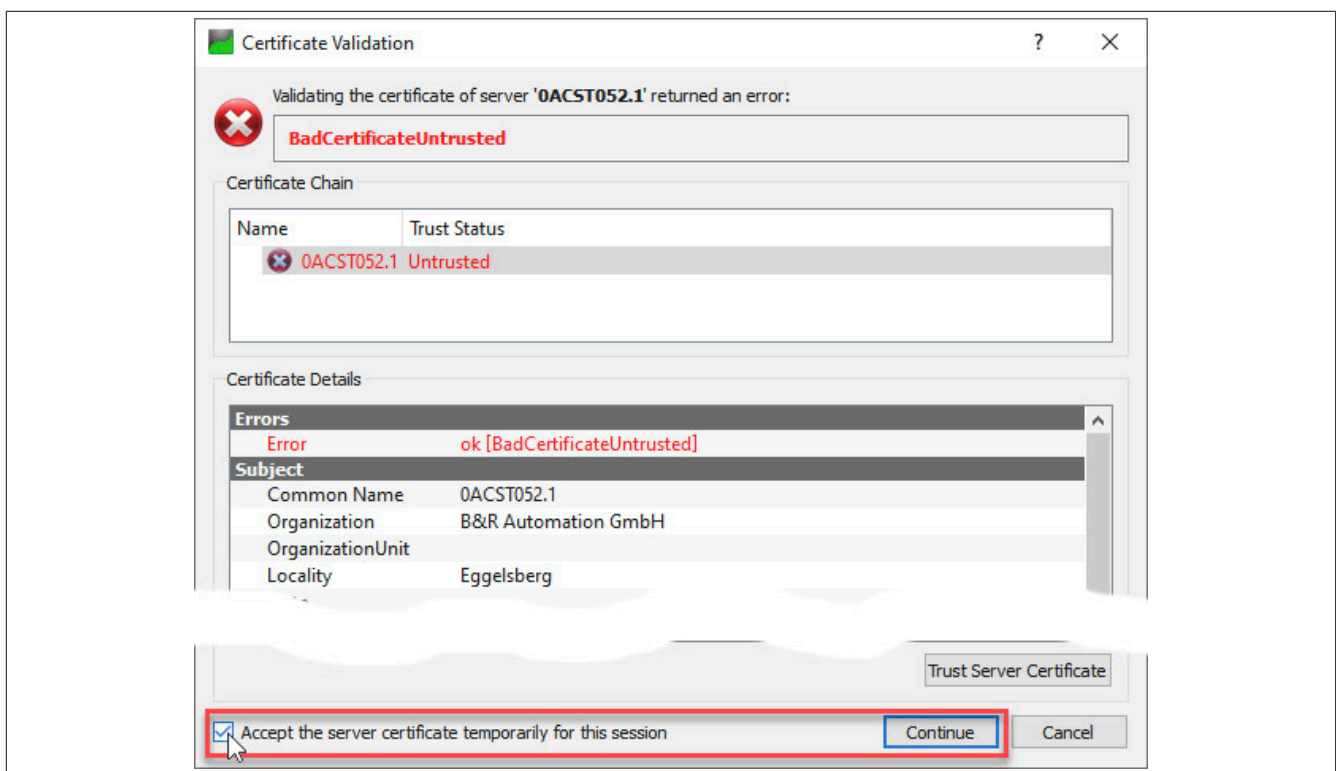 Certificate Validation
?
Validating the certificate of server '0ACST052.1' returned an error:
BadCertificateUntrusted
Certificate Chain
Name Trust Status
0ACST052.1 Untrusted
Certificate Details
Errors
Error ok [BadCertificateUntrusted]
Subject
Common Name 0ACST052.1
Organization B&R Automation GmbH
OrganizationUnit
Locality Eggelsberg
Trust Server Certificate
Accept the server certificate temporarily for this session Continue Cancel